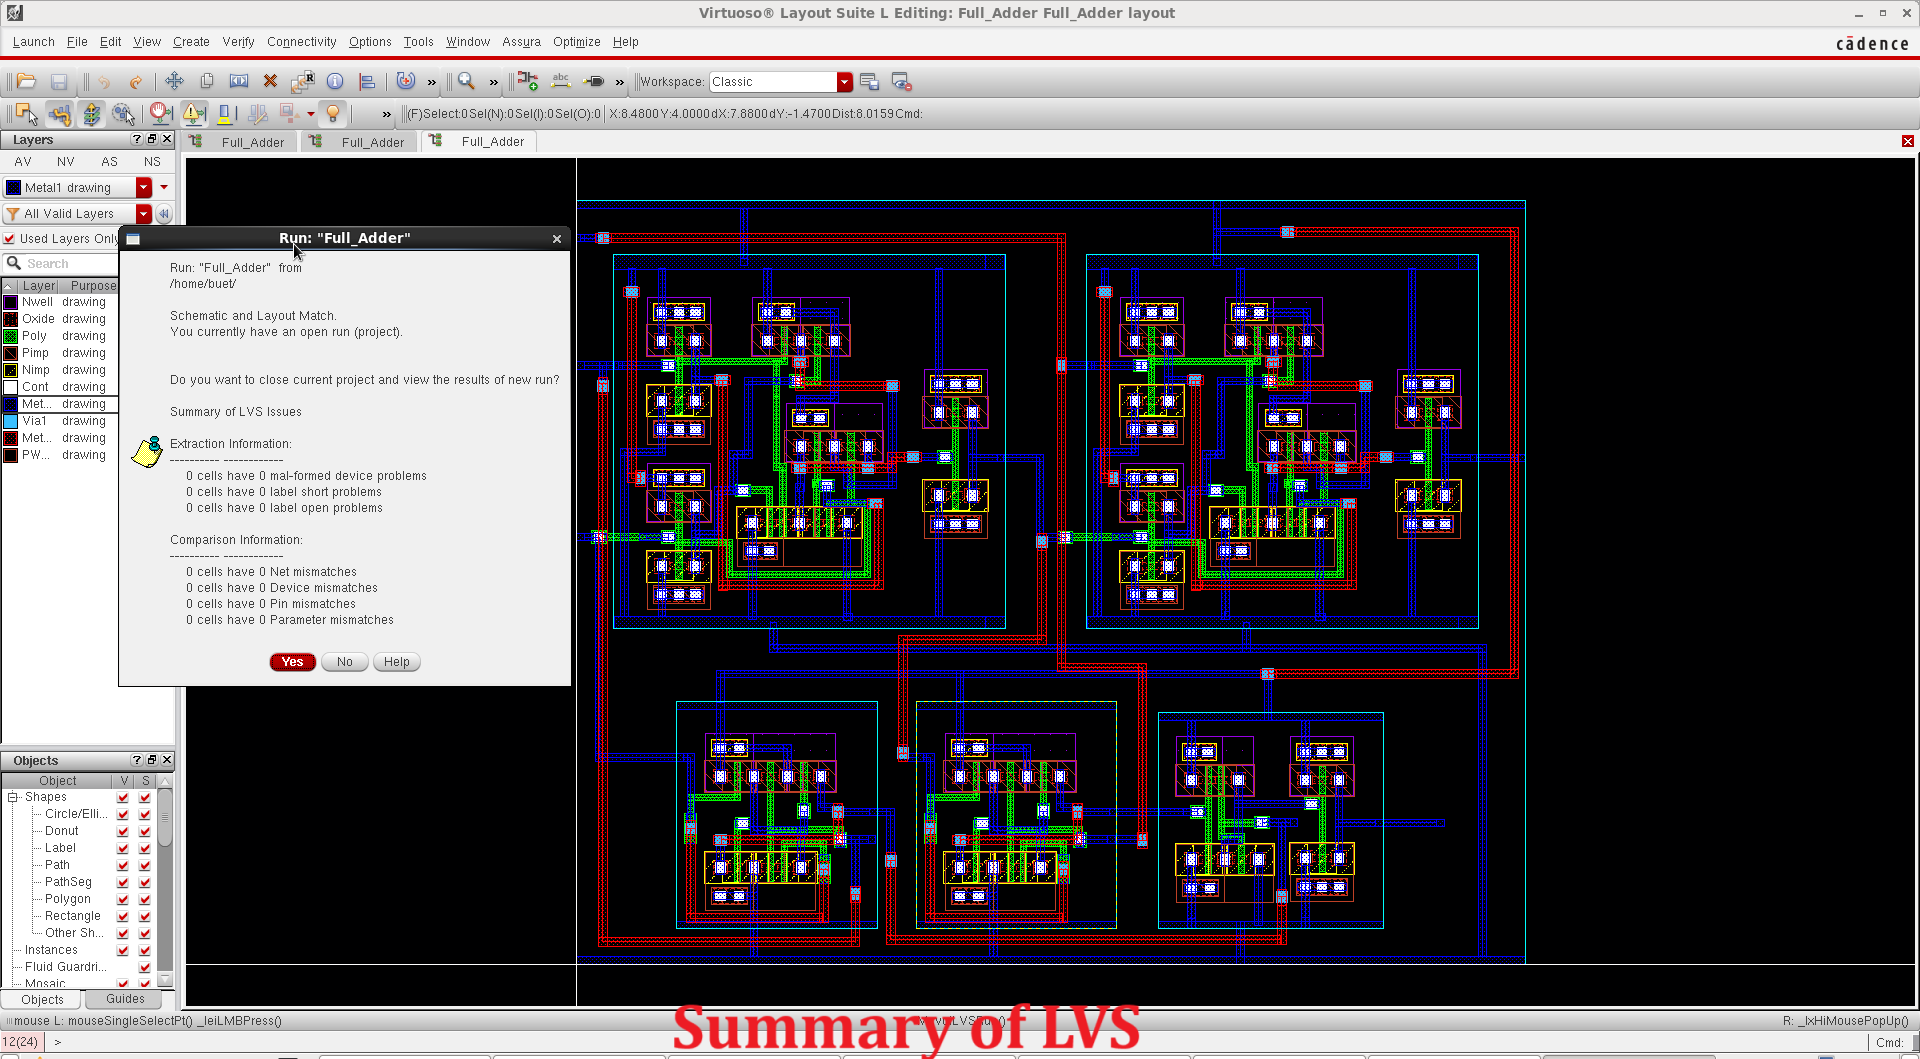 Virtuoso® Layout Suite L Editing: Full_Adder Full_Adder layout
Launch File Edit View Create Verify Connectivity Options Tools Window Assura Optimize Help
cādence
» » » Workspace: Classic
abc
» (F)Select:0 Sel(N):0 Sel(I):0 Sel(O):0 X:8.4800 Y:4.0000 dX:7.8800 dY:-1.4700 Dist:8.0159 Cmd:
Layers
Full_Adder Full_Adder Full_Adder
AV NV AS NS
Metal1 drawing
All Valid Layers
Used Layers Only
Search
Layer Purpose
Nwell drawing
Oxide drawing
Poly drawing
Pimp drawing
Nimp drawing
Cont drawing
Met... drawing
Via1 drawing
Met... drawing
PW... drawing
Run: "Full_Adder"
Run: "Full_Adder" from
/home/buet/
Schematic and Layout Match.
You currently have an open run (project).
Do you want to close current project and view the results of new run?
Summary of LVS Issues
Extraction Information:
---------- ------------
0 cells have 0 mal-formed device problems
0 cells have 0 label short problems
0 cells have 0 label open problems
Comparison Information:
---------- ------------
0 cells have 0 Net mismatches
0 cells have 0 Device mismatches
0 cells have 0 Pin mismatches
0 cells have 0 Parameter mismatches
Yes No Help
Objects
Object V S
Shapes
Circle/Elli...
Donut
Label
Path
PathSeg
Polygon
Rectangle
Other Sh...
Instances
Fluid Guardri...
Mosaic
Objects Guides
mouse L: mouseSingleSelectPt() _leiLMBPress()
R: _lxHiMousePopUp()
Summary of LVS
12(24) >
Cmd: